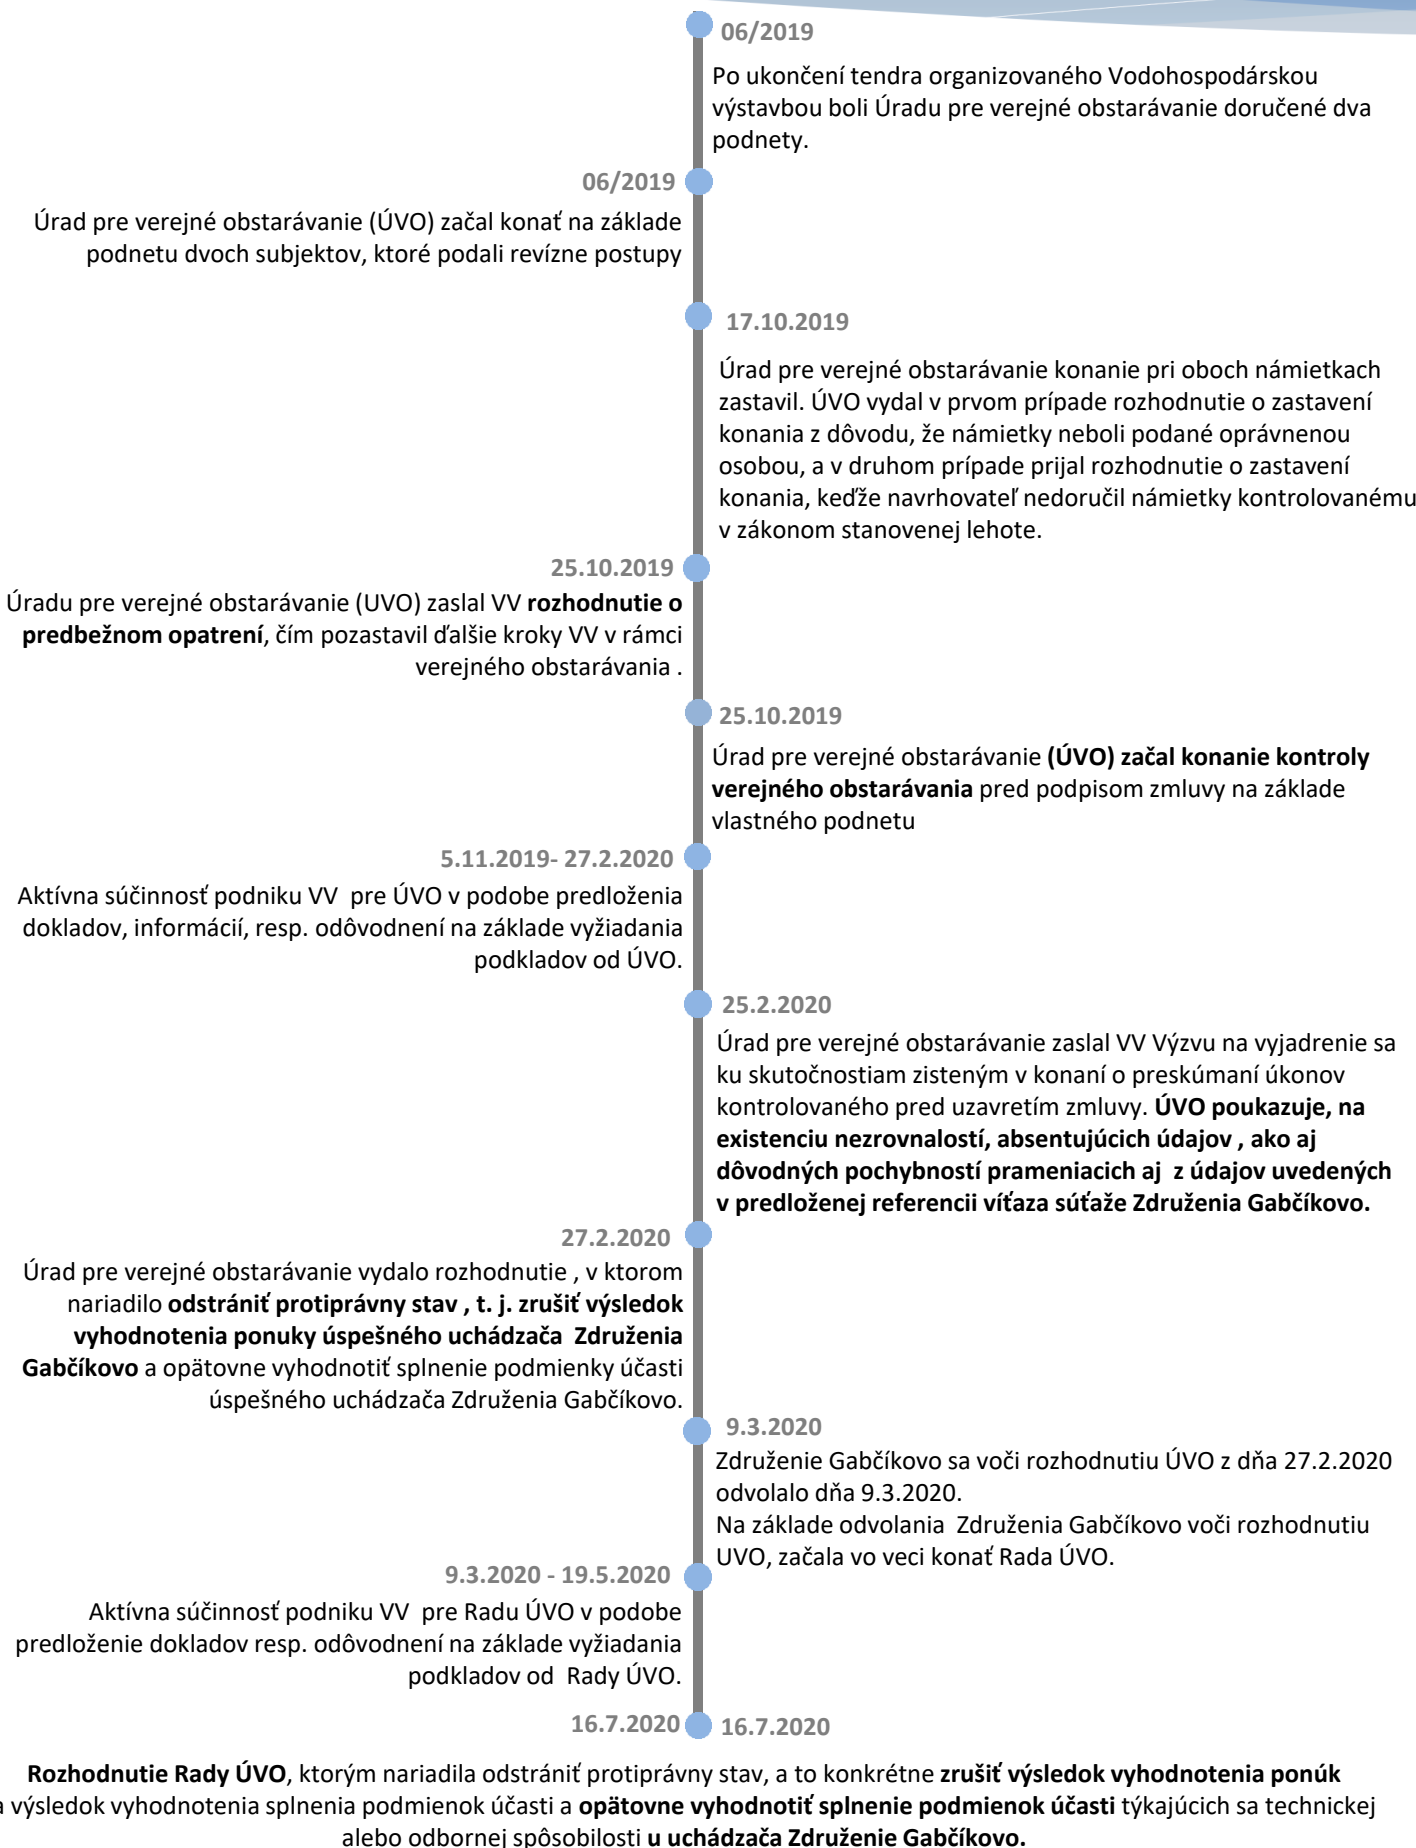 06/2019
Po ukončení tendra organizovaného Vodohospodárskou
výstavbou boli Úradu pre verejné obstarávanie doručené dva
podnety.
06/2019
Úrad pre verejné obstarávanie (ÚVO) začal konať na základe
podnetu dvoch subjektov, ktoré podali revízne postupy
17.10.2019
Úrad pre verejné obstarávanie konanie pri oboch námietkach
zastavil. ÚVO vydal v prvom prípade rozhodnutie o zastavení
konania z dôvodu, že námietky neboli podané oprávnenou
osobou, a v druhom prípade prijal rozhodnutie o zastavení
konania, keďže navrhovateľ nedoručil námietky kontrolovanému
v zákonom stanovenej lehote.
25.10.2019
Úradu pre verejné obstarávanie (UVO) zaslal VV rozhodnutie o
predbežnom opatrení, čím pozastavil ďalšie kroky VV v rámci
verejného obstarávania .
25.10.2019
Úrad pre verejné obstarávanie (ÚVO) začal konanie kontroly
verejného obstarávania pred podpisom zmluvy na základe
vlastného podnetu
5.11.2019- 27.2.2020
Aktívna súčinnosť podniku VV  pre ÚVO v podobe predloženia
dokladov, informácií, resp. odôvodnení na základe vyžiadania
podkladov od ÚVO.
25.2.2020
Úrad pre verejné obstarávanie zaslal VV Výzvu na vyjadrenie sa
ku skutočnostiam zisteným v konaní o preskúmaní úkonov
kontrolovaného pred uzavretím zmluvy. ÚVO poukazuje, na
existenciu nezrovnalostí, absentujúcich údajov , ako aj
dôvodných pochybností prameniacich aj  z údajov uvedených
v predloženej referencii víťaza súťaže Združenia Gabčíkovo.
27.2.2020
Úrad pre verejné obstarávanie vydalo rozhodnutie , v ktorom
nariadilo odstrániť protiprávny stav , t. j. zrušiť výsledok
vyhodnotenia ponuky úspešného uchádzača  Združenia
Gabčíkovo a opätovne vyhodnotiť splnenie podmienky účasti
úspešného uchádzača Združenia Gabčíkovo.
9.3.2020
Združenie Gabčíkovo sa voči rozhodnutiu ÚVO z dňa 27.2.2020
odvolalo dňa 9.3.2020.
Na základe odvolania  Združenia Gabčíkovo voči rozhodnutiu
UVO, začala vo veci konať Rada ÚVO.
9.3.2020 - 19.5.2020
Aktívna súčinnosť podniku VV  pre Radu ÚVO v podobe
predloženie dokladov resp. odôvodnení na základe vyžiadania
podkladov od  Rady ÚVO.
16.7.2020 16.7.2020
Rozhodnutie Rady ÚVO, ktorým nariadila odstrániť protiprávny stav, a to konkrétne zrušiť výsledok vyhodnotenia ponúk
a výsledok vyhodnotenia splnenia podmienok účasti a opätovne vyhodnotiť splnenie podmienok účasti týkajúcich sa technickej
alebo odbornej spôsobilosti u uchádzača Združenie Gabčíkovo.